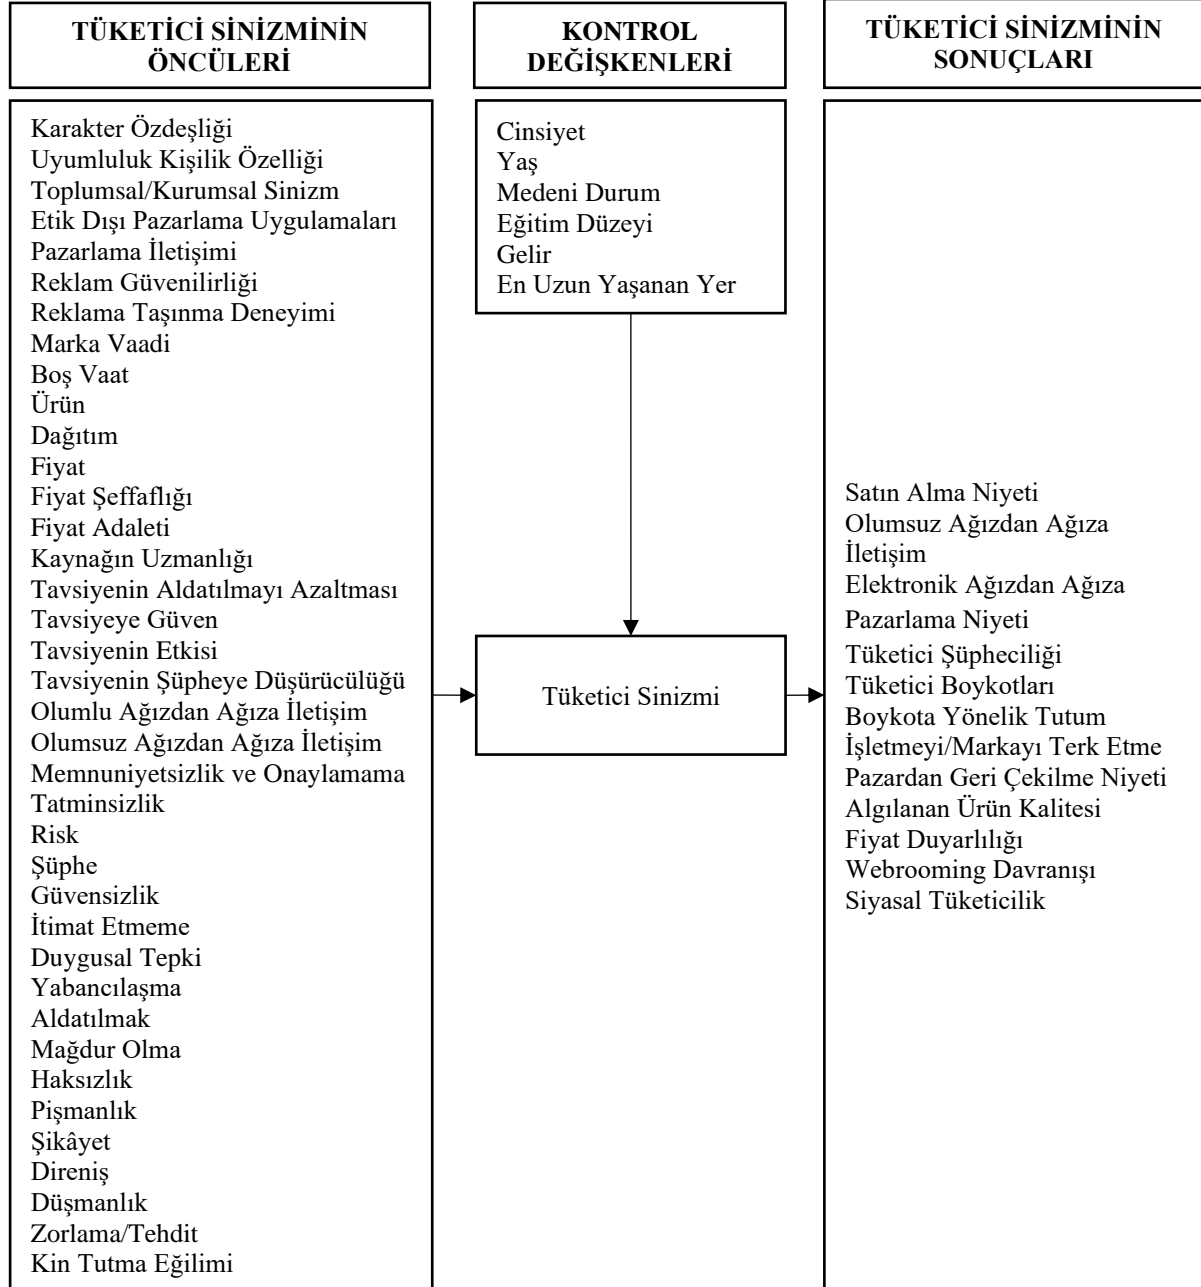 TÜKETİCİ SİNİZMİNİN
ÖNCÜLERİ
Karakter Özdeşliği
Uyumluluk Kişilik Özelliği
Toplumsal/Kurumsal Sinizm
Etik Dışı Pazarlama Uygulamaları
Pazarlama İletişimi
Reklam Güvenilirliği
Reklama Taşınma Deneyimi
Marka Vaadi
Boş Vaat
Ürün
Dağıtım
Fiyat
Fiyat Şeffaflığı
Fiyat Adaleti
Kaynağın Uzmanlığı
Tavsiyenin Aldatılmayı Azaltması
Tavsiyeye Güven
Tavsiyenin Etkisi
Tavsiyenin Şüpheye Düşürücülüğü
Olumlu Ağızdan Ağıza İletişim
Olumsuz Ağızdan Ağıza İletişim
Memnuniyetsizlik ve Onaylamama
Tatminsizlik
Risk
Şüphe
Güvensizlik
İtimat Etmeme
Duygusal Tepki
Yabancılaşma
Aldatılmak
Mağdur Olma
Haksızlık
Pişmanlık
Şikâyet
Direniş
Düşmanlık
Zorlama/Tehdit
Kin Tutma Eğilimi
KONTROL
DEĞİŞKENLERİ
Cinsiyet
Yaş
Medeni Durum
Eğitim Düzeyi
Gelir
En Uzun Yaşanan Yer
Tüketici Sinizmi
TÜKETİCİ SİNİZMİNİN
SONUÇLARI
Satın Alma Niyeti
Olumsuz Ağızdan Ağıza
İletişim
Elektronik Ağızdan Ağıza
Pazarlama Niyeti
Tüketici Şüpheciliği
Tüketici Boykotları
Boykota Yönelik Tutum
İşletmeyi/Markayı Terk Etme
Pazardan Geri Çekilme Niyeti
Algılanan Ürün Kalitesi
Fiyat Duyarlılığı
Webrooming Davranışı
Siyasal Tüketicilik